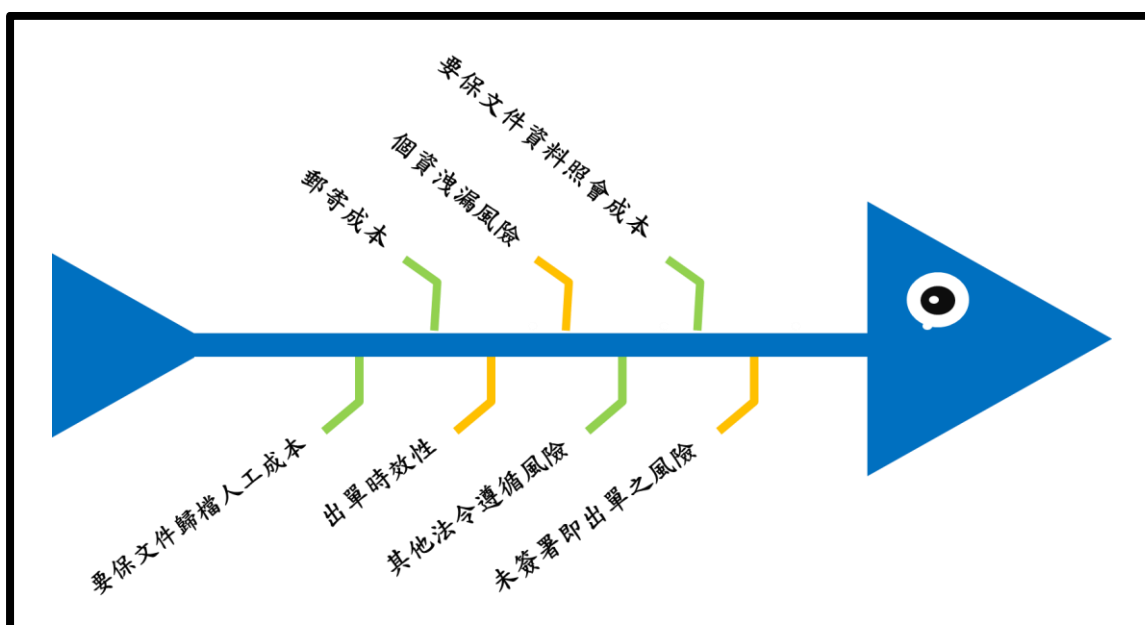 要保文件資料照會成本
個資洩漏風險
郵寄成本
要保文件歸檔人工成本
出單時效性
其他法令遵循風險
未簽署即出單之風險